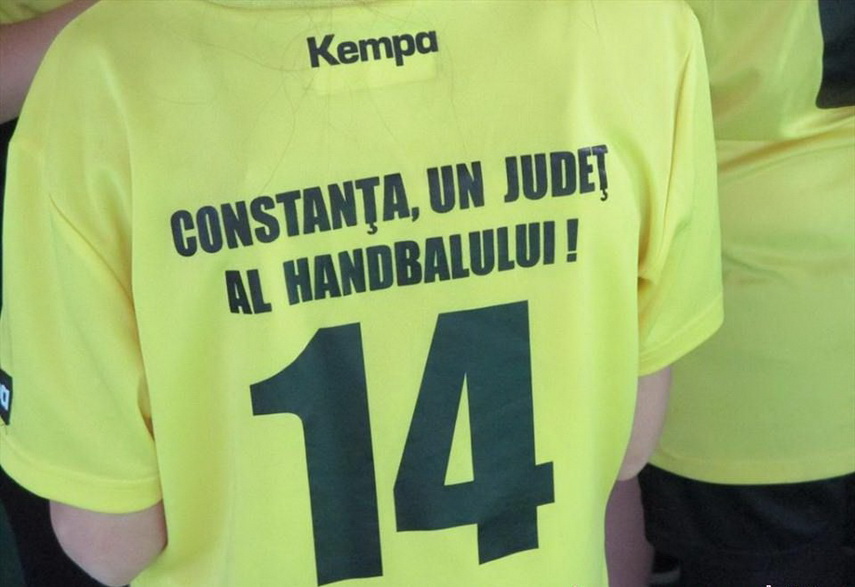 Kempa
CONSTANŢA, UN JUDEŢ
AL HANDBALULUI!
14